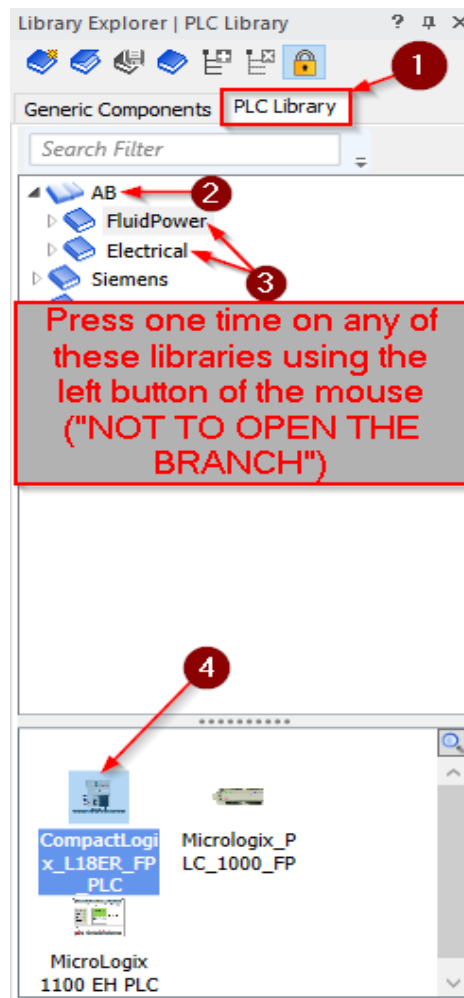 Library Explorer | PLC Library
1
Generic Components PLC Library
Search Filter
AB 2
FluidPower
Electrical
3
Siemens
Press one time on any of
these libraries using the
left button of the mouse
("NOT TO OPEN THE
BRANCH")
4
CompactLogi
x_L18ER_FP
_PLC
Micrologix_P
LC_1000_FP
MicroLogix
1100 EH PLC